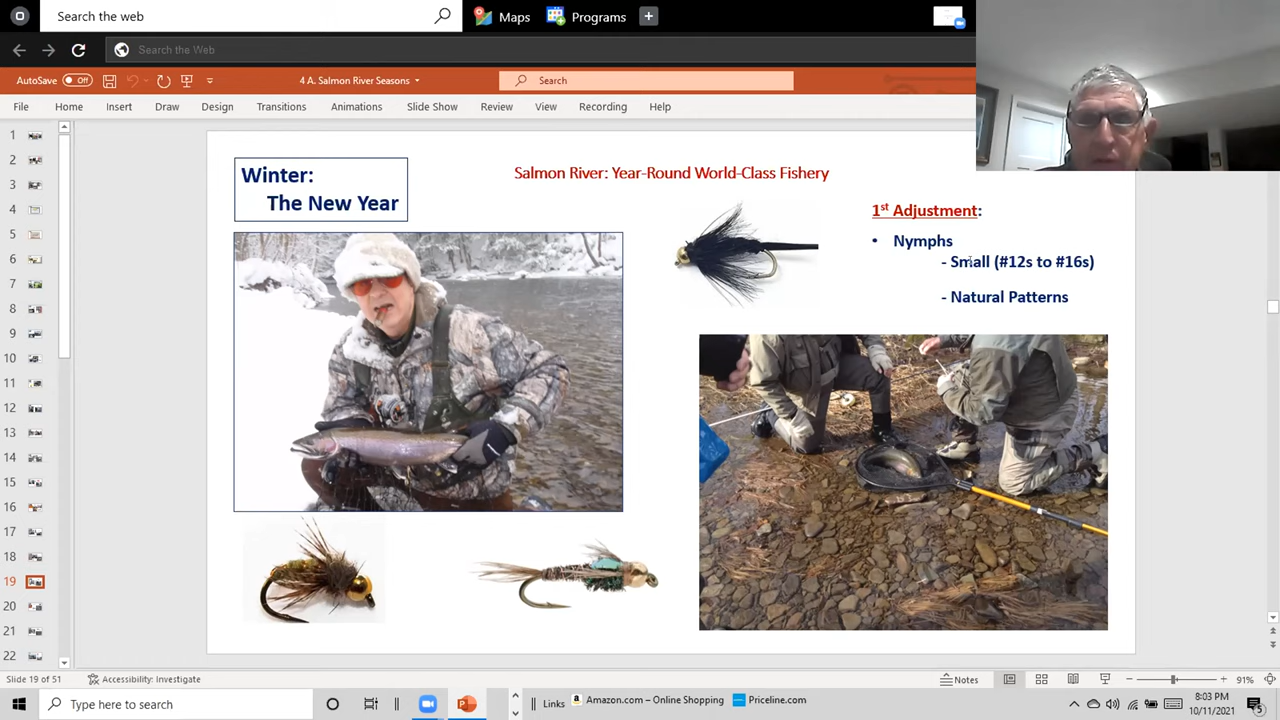 Search the web
Maps
Programs
Search the Web
AutoSave Off
4 A. Salmon River Seasons
Search
File Home Insert Draw Design Transitions Animations Slide Show Review View Recording Help
1
2
3
4
5
6
7
8
9
10
11
12
13
14
15
16
17
18
19
20
21
22
Winter:
The New Year
Salmon River: Year-Round World-Class Fishery
1st Adjustment:
• Nymphs
- Small (#12s to #16s)
- Natural Patterns
Slide 19 of 51
Accessibility: Investigate
Notes
91%
Type here to search
Links
Amazon.com – Online Shopping
Priceline.com
8:03 PM
10/11/2021
5